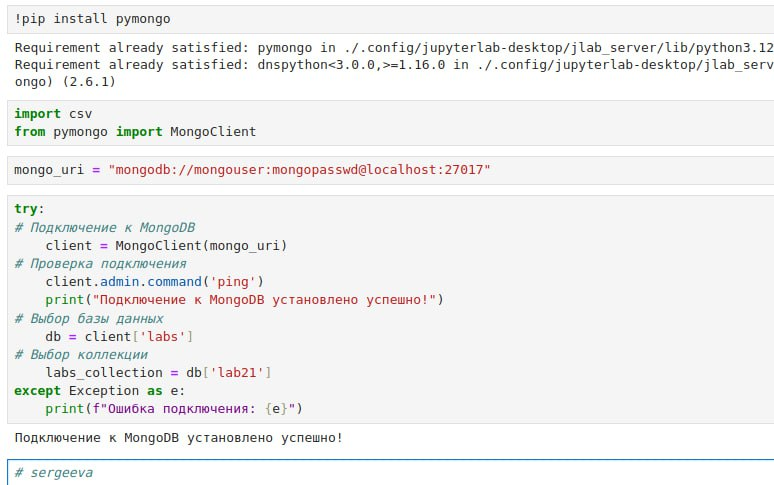 !pip install pymongo
Requirement already satisfied: pymongo in ./.config/jupyterlab-desktop/jlab_server/lib/python3.12
Requirement already satisfied: dnspython<3.0.0,>=1.16.0 in ./.config/jupyterlab-desktop/jlab_serv
ongo) (2.6.1)
import csv
from pymongo import MongoClient
mongo_uri = "mongodb://mongouser:mongopasswd@localhost:27017"
try:
# Подключение к MongoDB
    client = MongoClient(mongo_uri)
# Проверка подключения
    client.admin.command('ping')
    print("Подключение к MongoDB установлено успешно!")
# Выбор базы данных
    db = client['labs']
# Выбор коллекции
    labs_collection = db['lab21']
except Exception as e:
    print(f"Ошибка подключения: {e}")
Подключение к MongoDB установлено успешно!
# sergeeva